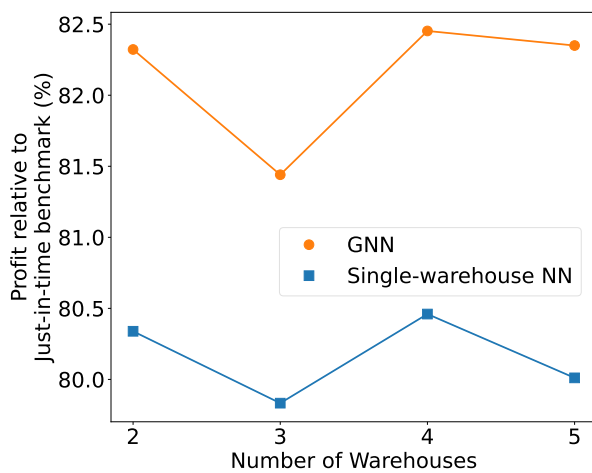 Profit relative to
Just-in-time benchmark (%)
82.5
82.0
81.5
81.0
80.5
80.0
GNN
Single-warehouse NN
2 3 4 5
Number of Warehouses